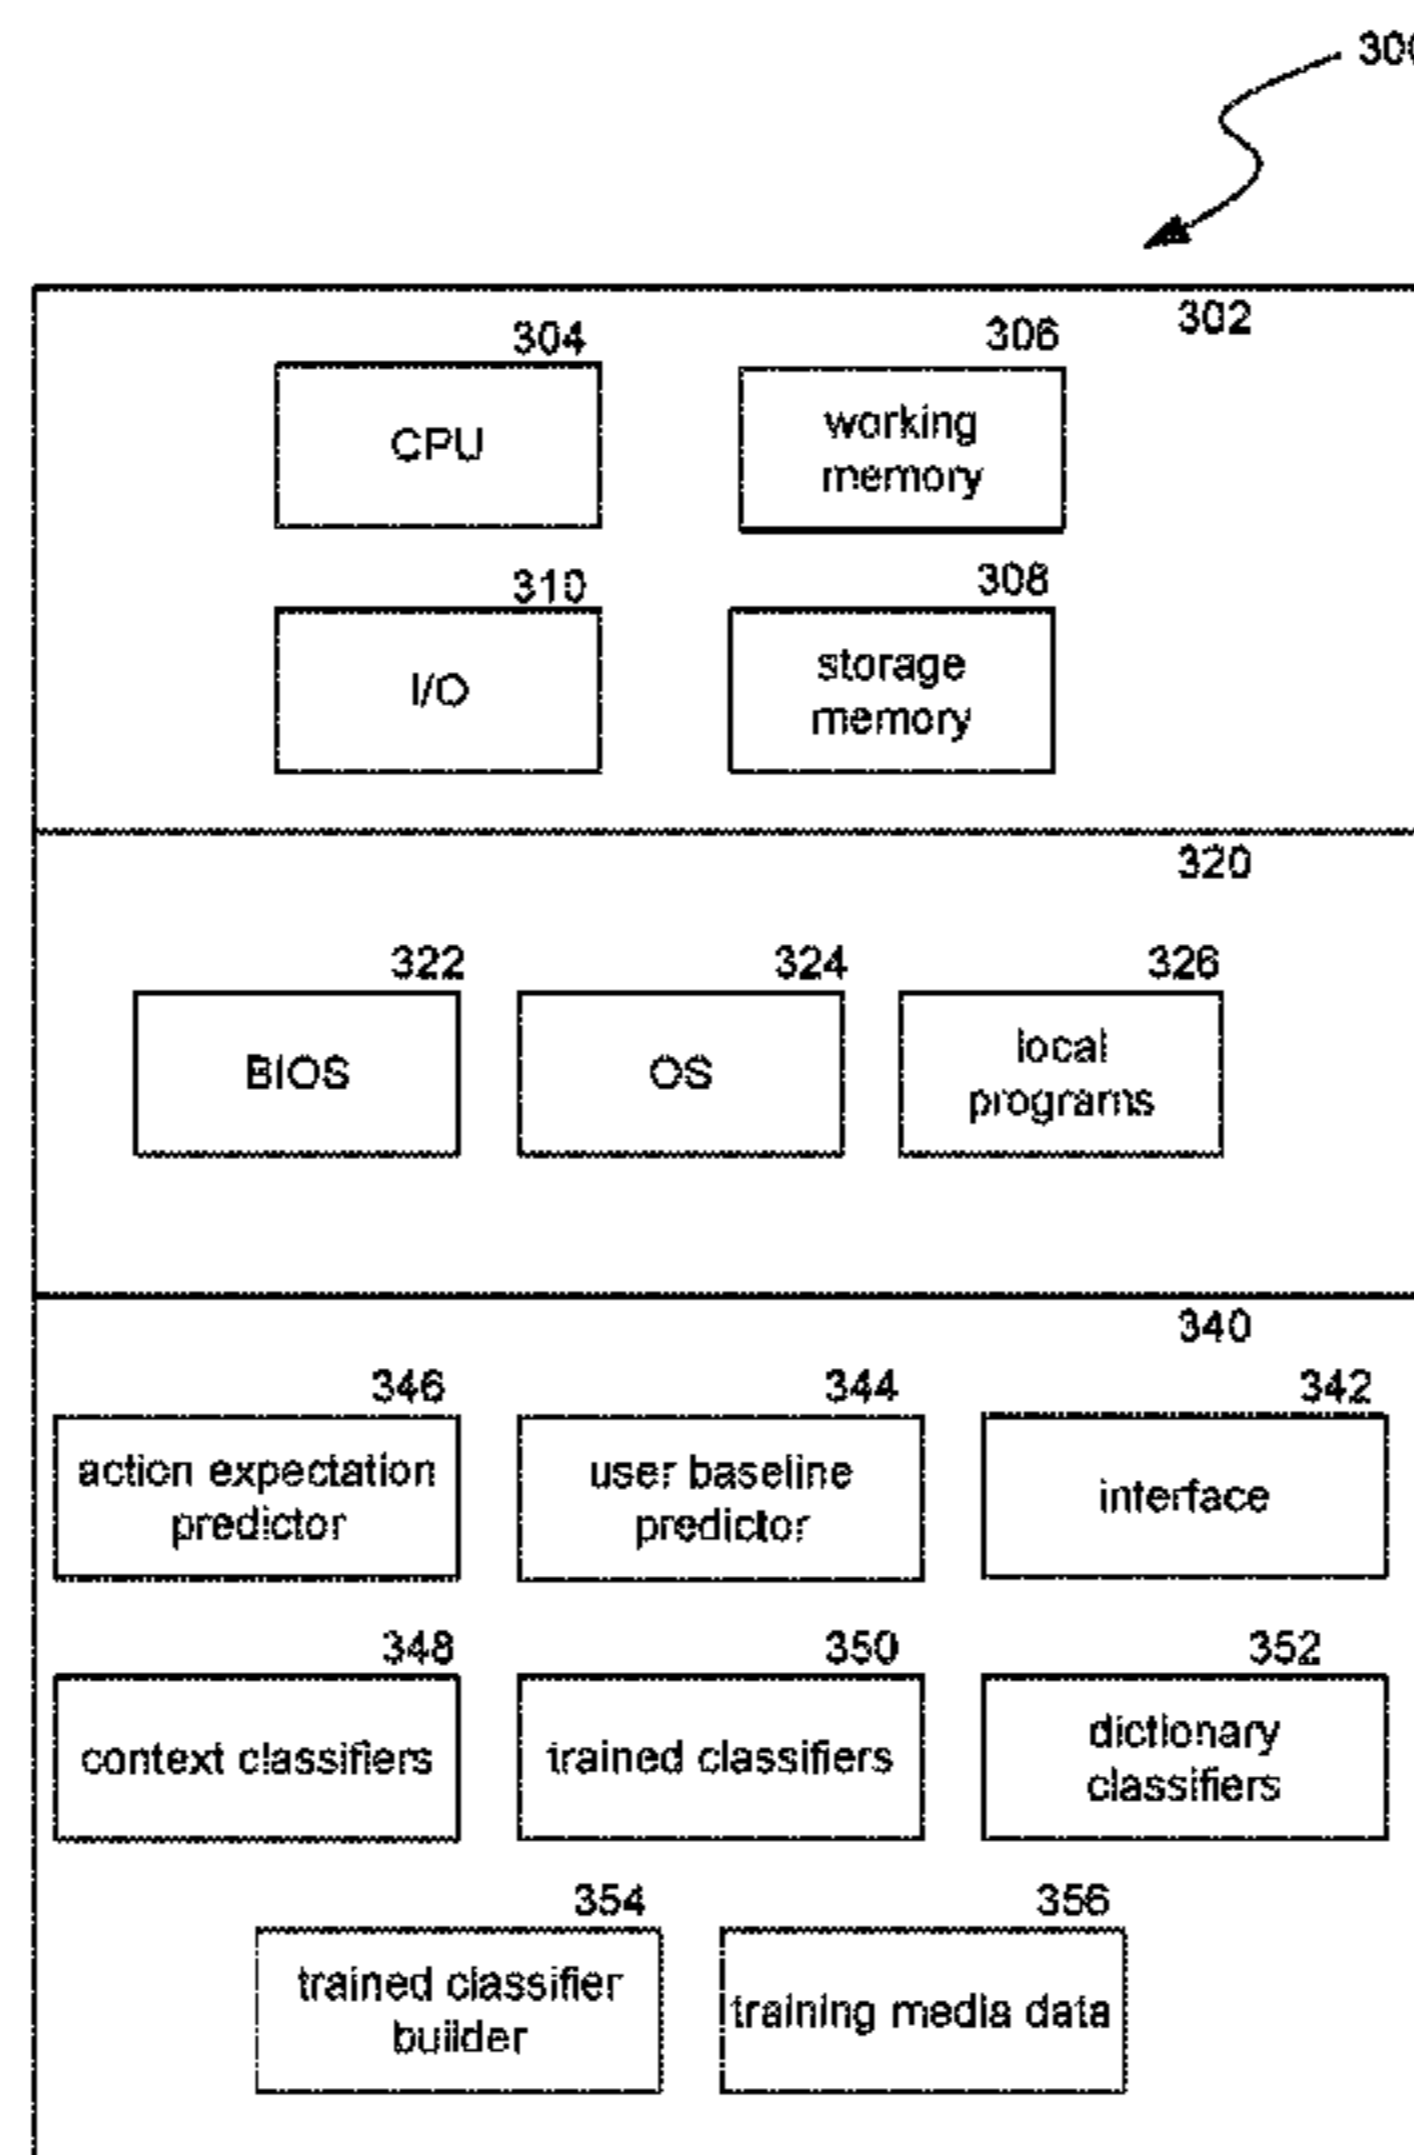 300
302
304
CPU
306
working
memory
310
I/O
308
storage
memory
320
322
BIOS
324
OS
326
local
programs
340
346
action expectation
predictor
344
user baseline
predictor
342
interface
348
context classifiers
350
trained classifiers
352
dictionary
classifiers
354
trained classifier
builder
356
training media data